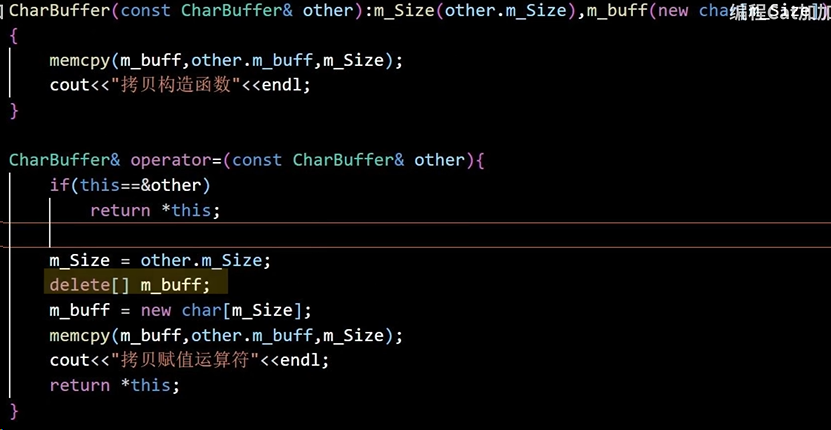 CharBuffer(const CharBuffer& other):m_Size(other.m_Size),m_buff(new char[m_Size])
编程Cat加加
{
memcpy(m_buff,other.m_buff,m_Size);
cout<<"拷贝构造函数"<<endl;
}
CharBuffer& operator=(const CharBuffer& other){
if(this==&other)
return *this;
m_Size = other.m_Size;
delete[] m_buff;
m_buff = new char[m_Size];
memcpy(m_buff,other.m_buff,m_Size);
cout<<"拷贝赋值运算符"<<endl;
return *this;
}